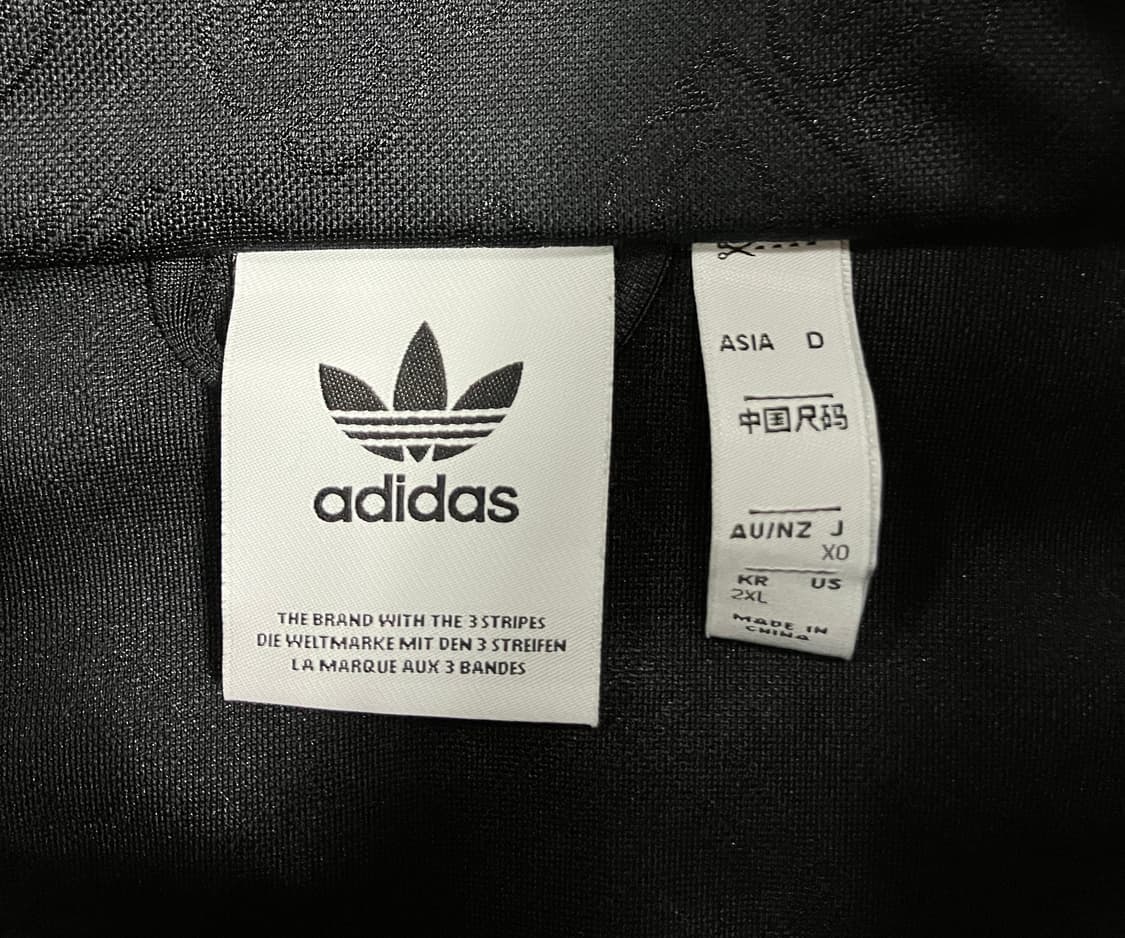 adidas
THE BRAND WITH THE 3 STRIPES
DIE WELTMARKE MIT DEN 3 STREIFEN
LA MARQUE AUX 3 BANDES
ASIA D
中国尺码
AU/NZ J
XO
KR US
2XL
MADE IN
CHINA